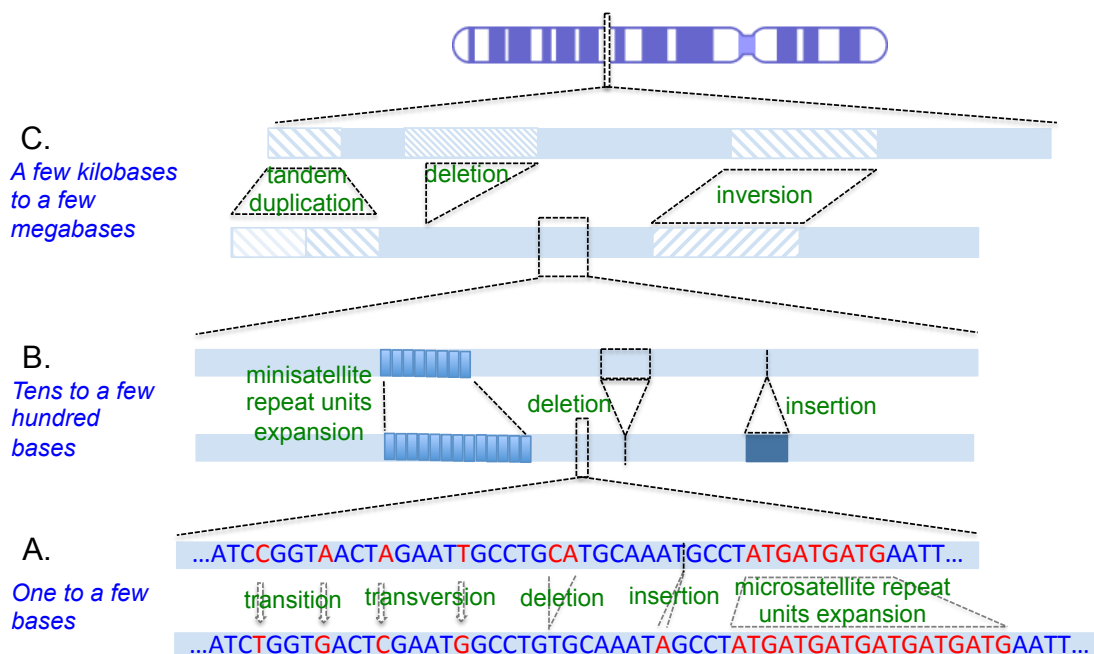 C.
A few kilobases
to a few
megabases
tandem
duplication
deletion
inversion
B.
Tens to a few
hundred
bases
minisatellite
repeat units
expansion
deletion
insertion
A.
One to a few
bases
...ATCCGGTAACTAGAATTGCCTGCATGCAAATGCCTATGATGATGAATT...
transition
transversion
deletion
insertion
microsatellite repeat
units expansion
...ATCTGGTGACTCGAATGGCCTGTGCAAATAGCCTATGATGATGATGATGATGAATT...